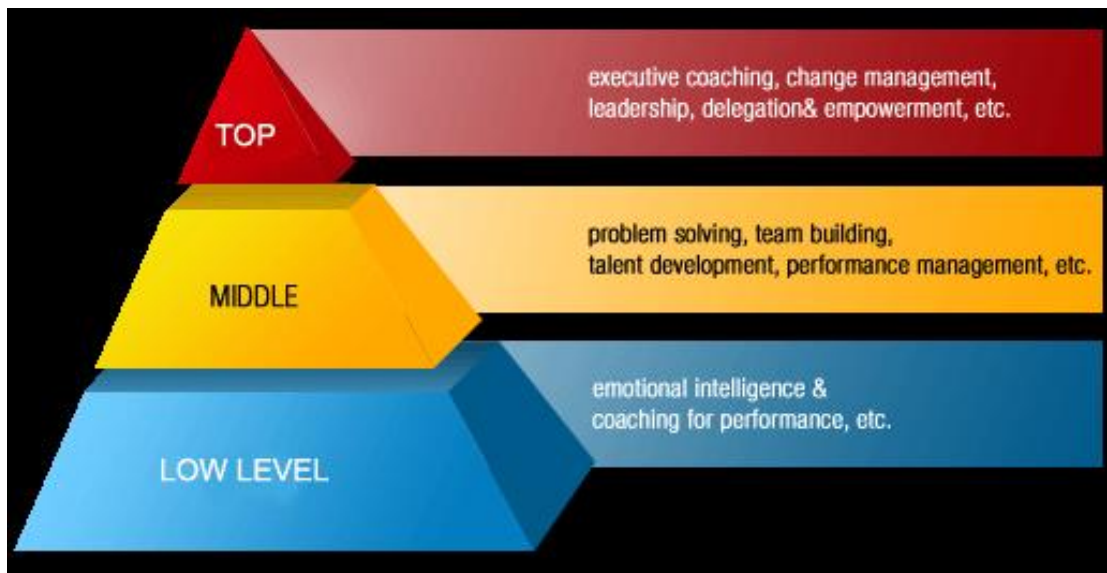 TOP
executive coaching, change management,
leadership, delegation& empowerment, etc.
MIDDLE
problem solving, team building,
talent development, performance management, etc.
LOW LEVEL
emotional intelligence &
coaching for performance, etc.